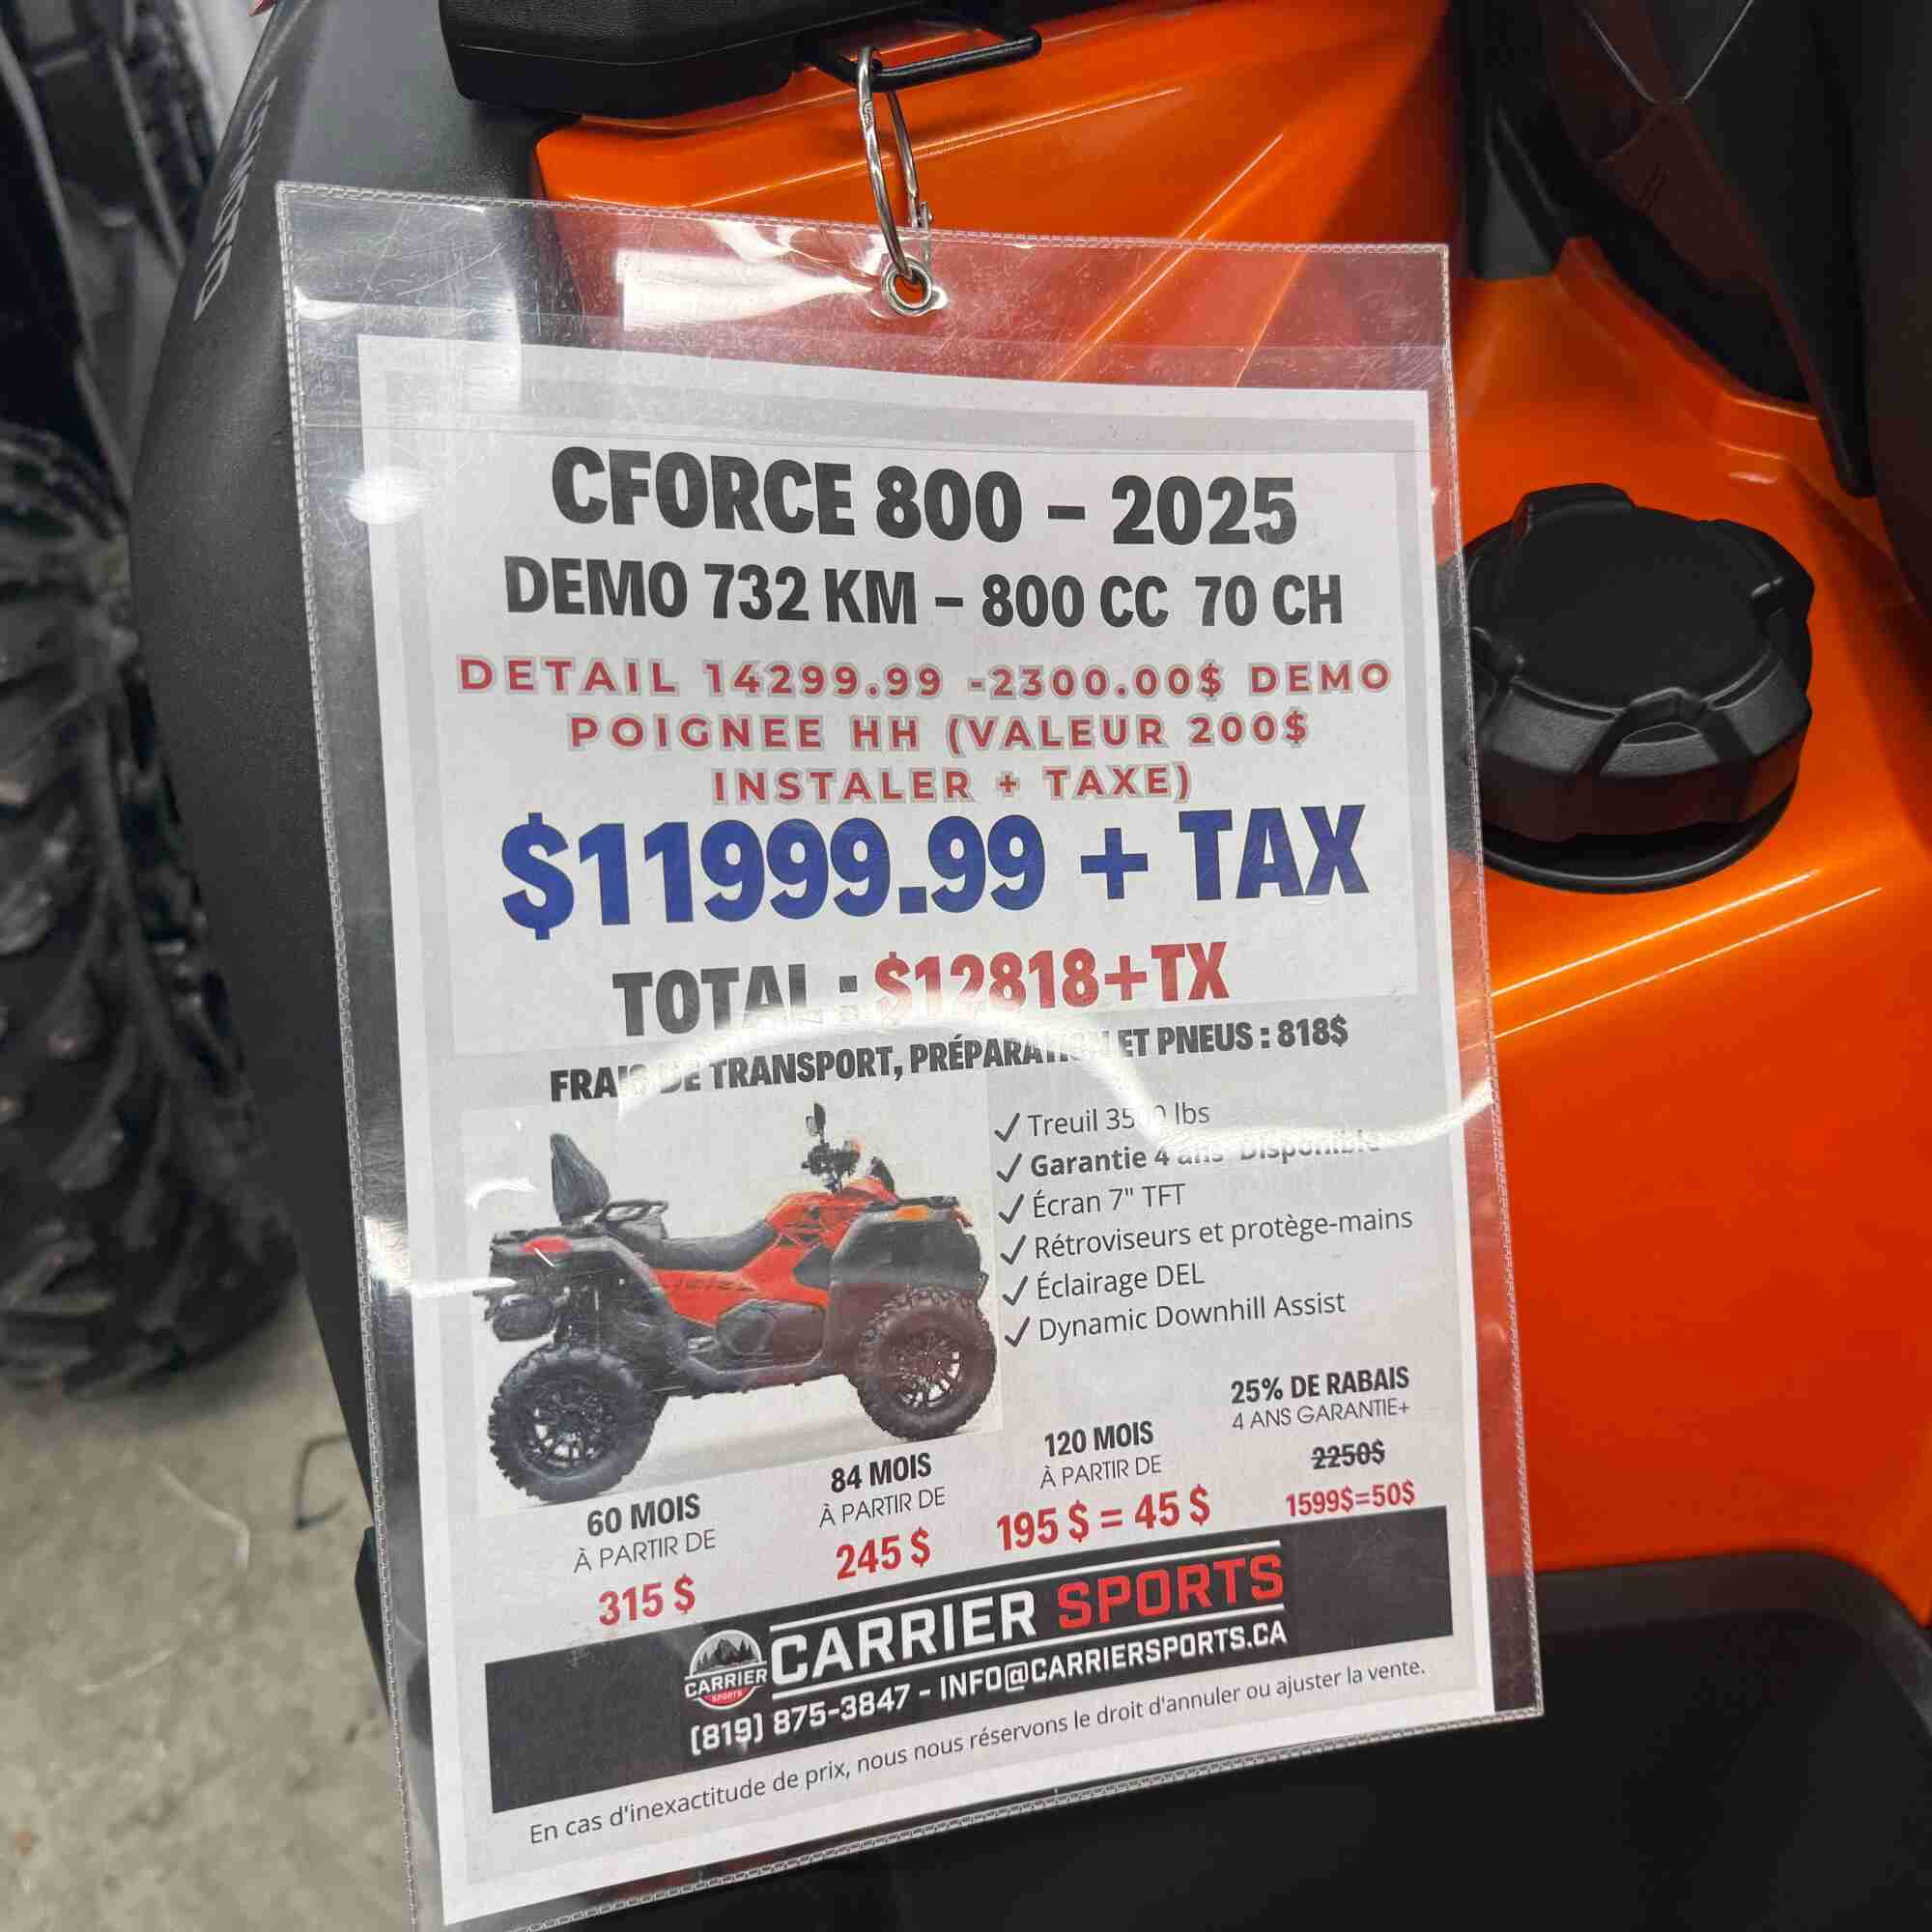 CFORCE 800 – 2025
DEMO 732 KM – 800 CC 70 CH
DETAIL 14299.99 -2300.00$ DEMO
POIGNEE HH (VALEUR 200$
INSTALER + TAXE)
$11999.99 + TAX
TOTAL : $12818+TX
FRAIS DE TRANSPORT, PRÉPARATION ET PNEUS : 818$
✓ Treuil 3500 lbs
✓ Garantie 4 ans Disponible
✓ Écran 7" TFT
✓ Rétroviseurs et protège-mains
✓ Éclairage DEL
✓ Dynamic Downhill Assist
25% DE RABAIS
4 ANS GARANTIE+
2250$
1599$=50$
120 MOIS
À PARTIR DE
195 $ = 45 $
84 MOIS
À PARTIR DE
245 $
60 MOIS
À PARTIR DE
315 $
CARRIER SPORTS
CARRIER
SPORTS
(819) 875-3847 - INFO@CARRIERSPORTS.CA
En cas d'inexactitude de prix, nous nous réservons le droit d'annuler ou ajuster la vente.